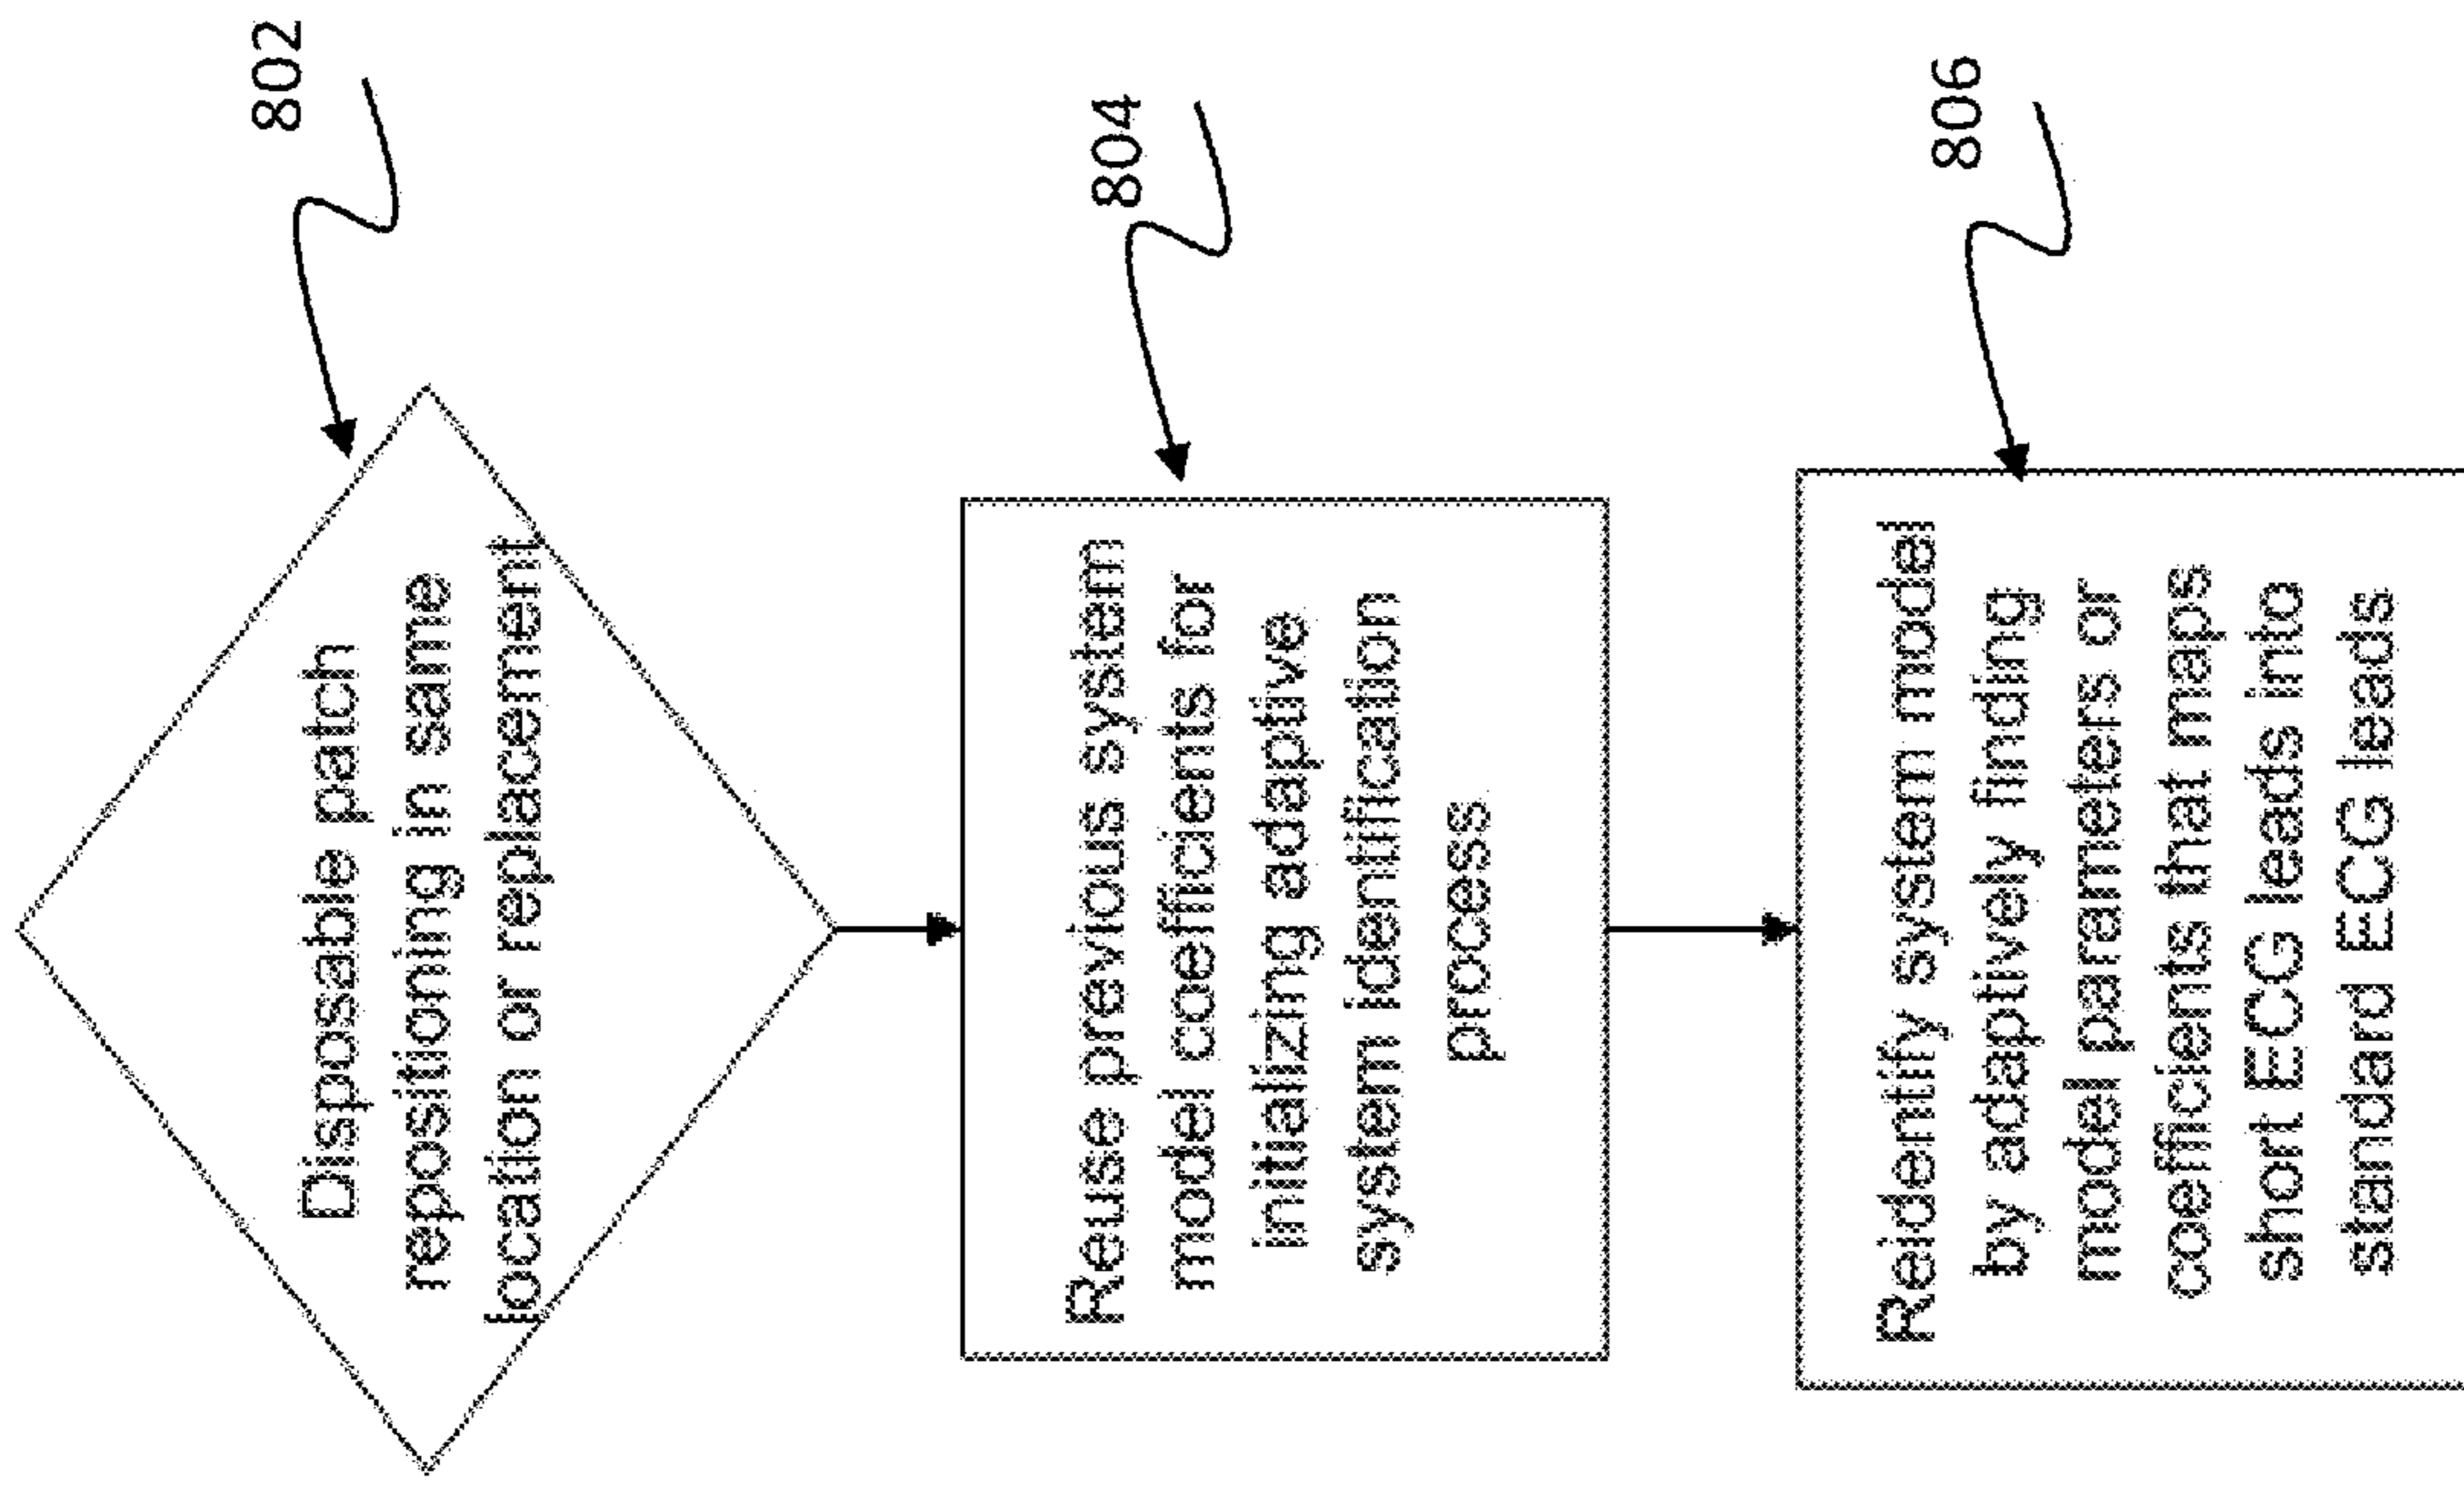 802
Disposable patch
repositioning in same
location or replacement
804
Reuse previous system
model coefficients for
initializing adaptive
system identification
process
806
Reidentify system model
by adaptively finding
model parameters or
coefficients that maps
short ECG leads into
standard ECG leads